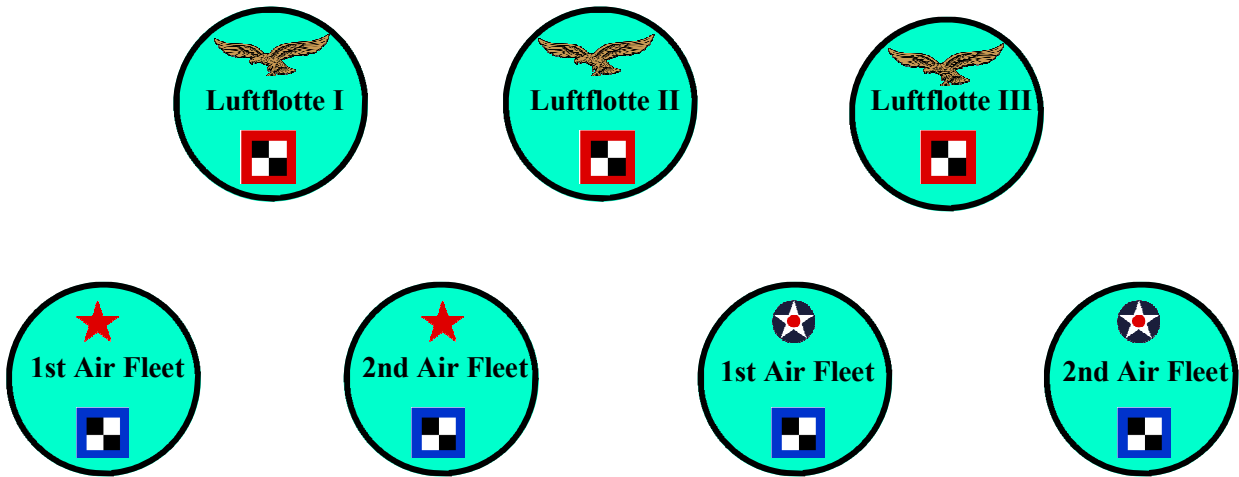 Luftflotte I
Luftflotte II
Luftflotte III
1st Air Fleet
2nd Air Fleet
1st Air Fleet
2nd Air Fleet